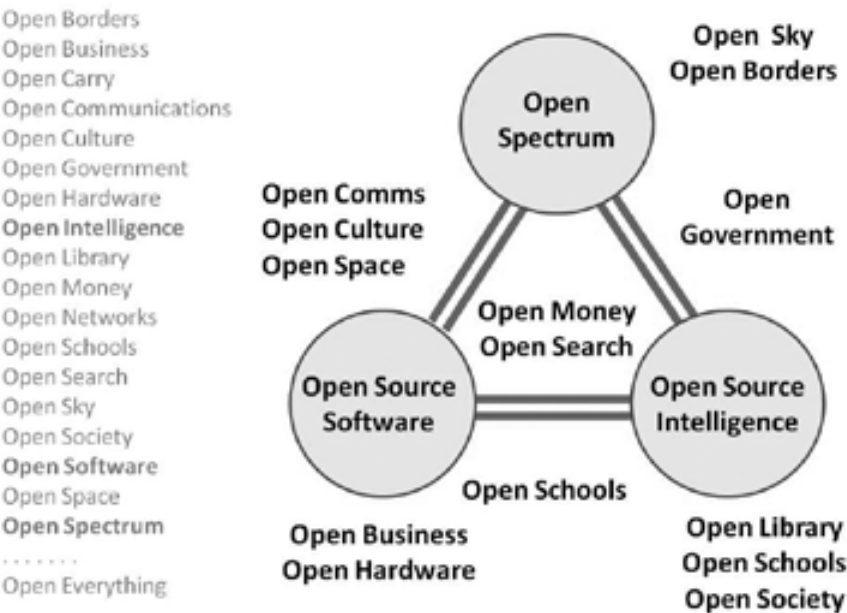 Open Borders
Open Business
Open Carry
Open Communications
Open Culture
Open Government
Open Hardware
Open Intelligence
Open Library
Open Money
Open Networks
Open Schools
Open Search
Open Sky
Open Society
Open Software
Open Space
Open Spectrum
. . . . . . .
Open Everything
Open Sky
Open Borders
Open
Spectrum
Open Comms
Open Culture
Open Space
Open
Government
Open Money
Open Search
Open Source
Software
Open Source
Intelligence
Open Schools
Open Business
Open Hardware
Open Library
Open Schools
Open Society